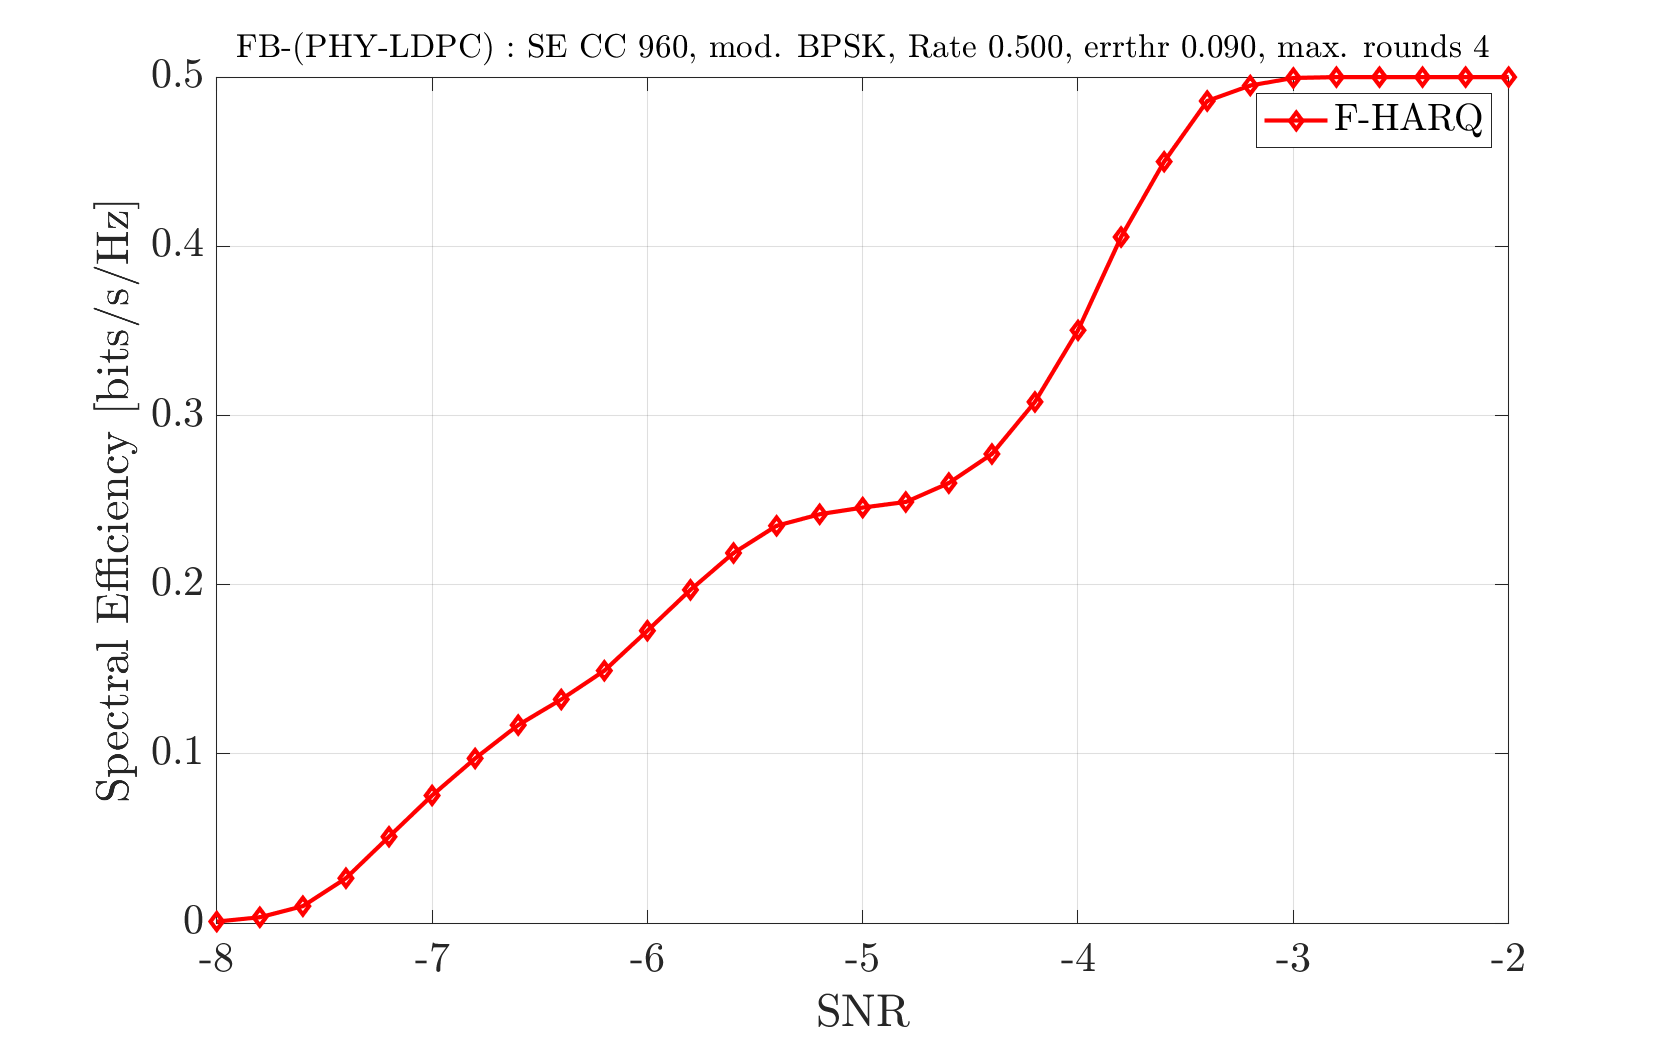 FB-(PHY-LDPC) : SE CC 960, mod. BPSK, Rate 0.500, errthr 0.090, max. rounds 4
F-HARQ
Spectral Efficiency [bits/s/Hz]
0.5
0.4
0.3
0.2
0.1
0
-8 -7 -6 -5 -4 -3 -2
SNR